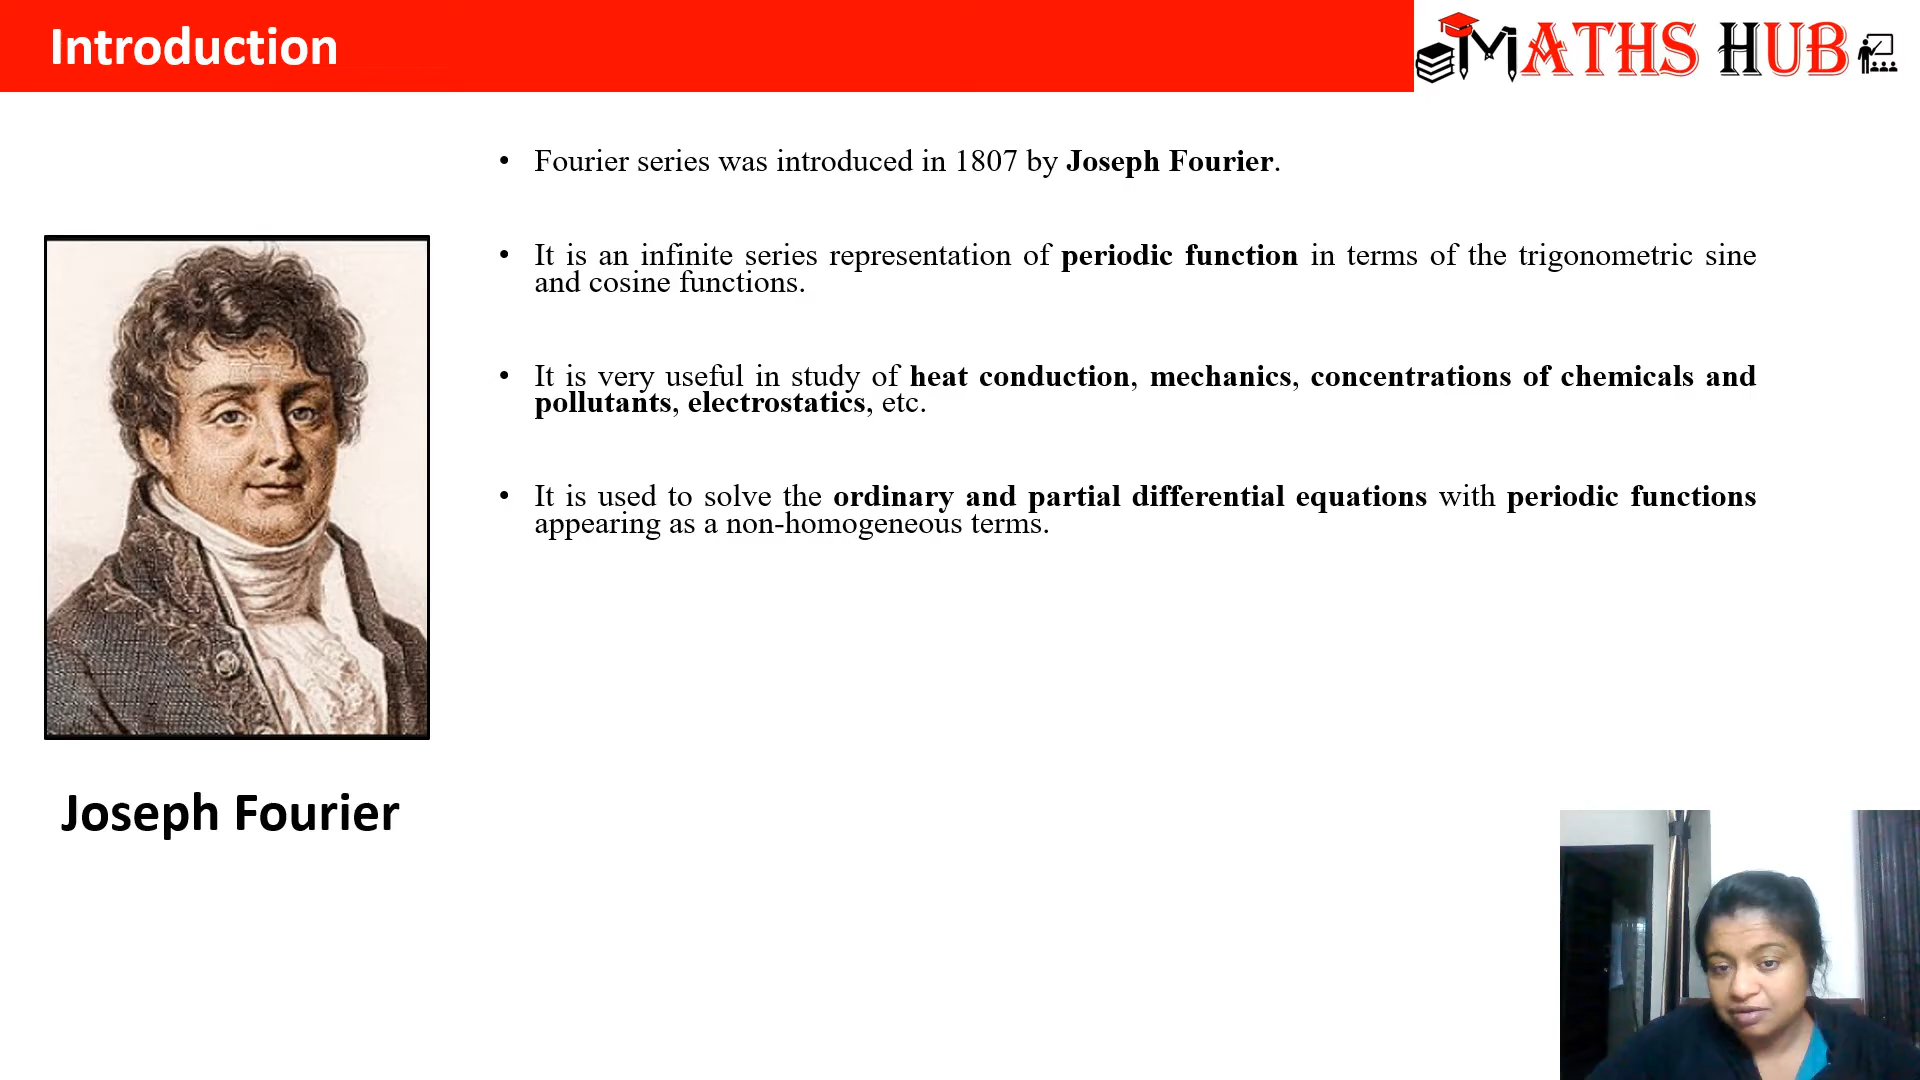 Introduction
MATHS HUB
• Fourier series was introduced in 1807 by Joseph Fourier.
• It is an infinite series representation of periodic function in terms of the trigonometric sine
and cosine functions.
• It is very useful in study of heat conduction, mechanics, concentrations of chemicals and
pollutants, electrostatics, etc.
• It is used to solve the ordinary and partial differential equations with periodic functions
appearing as a non-homogeneous terms.
Joseph Fourier